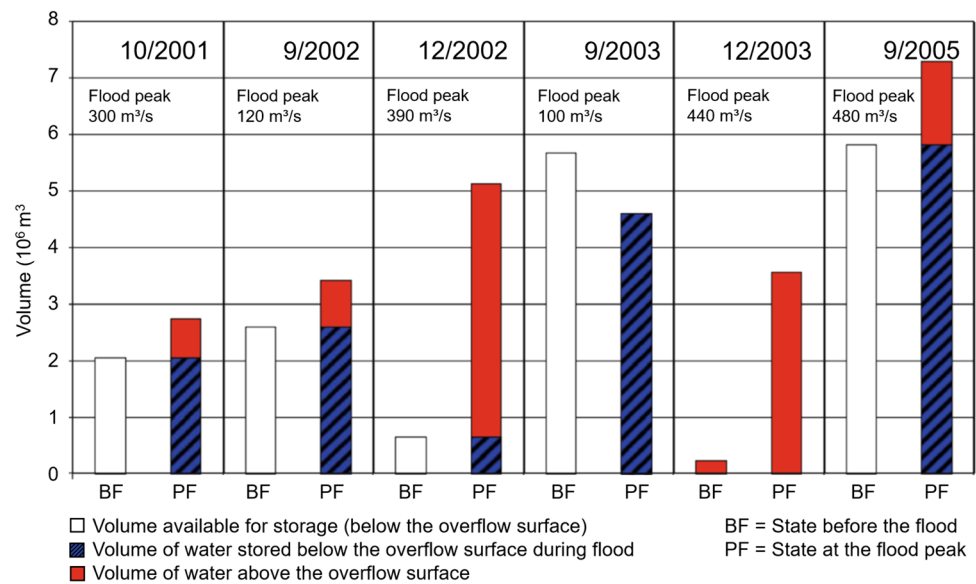 8
10/2001 9/2002 12/2002 9/2003 12/2003 9/2005
7
Flood peak Flood peak Flood peak Flood peak Flood peak Flood peak
300 m³/s 120 m³/s 390 m³/s 100 m³/s 440 m³/s 480 m³/s
6
5
4
3
2
1
0
Volume (10⁶ m³)
BF PF BF PF BF PF BF PF BF PF BF PF
Volume available for storage (below the overflow surface)
Volume of water stored below the overflow surface during flood
Volume of water above the overflow surface
BF = State before the flood
PF = State at the flood peak